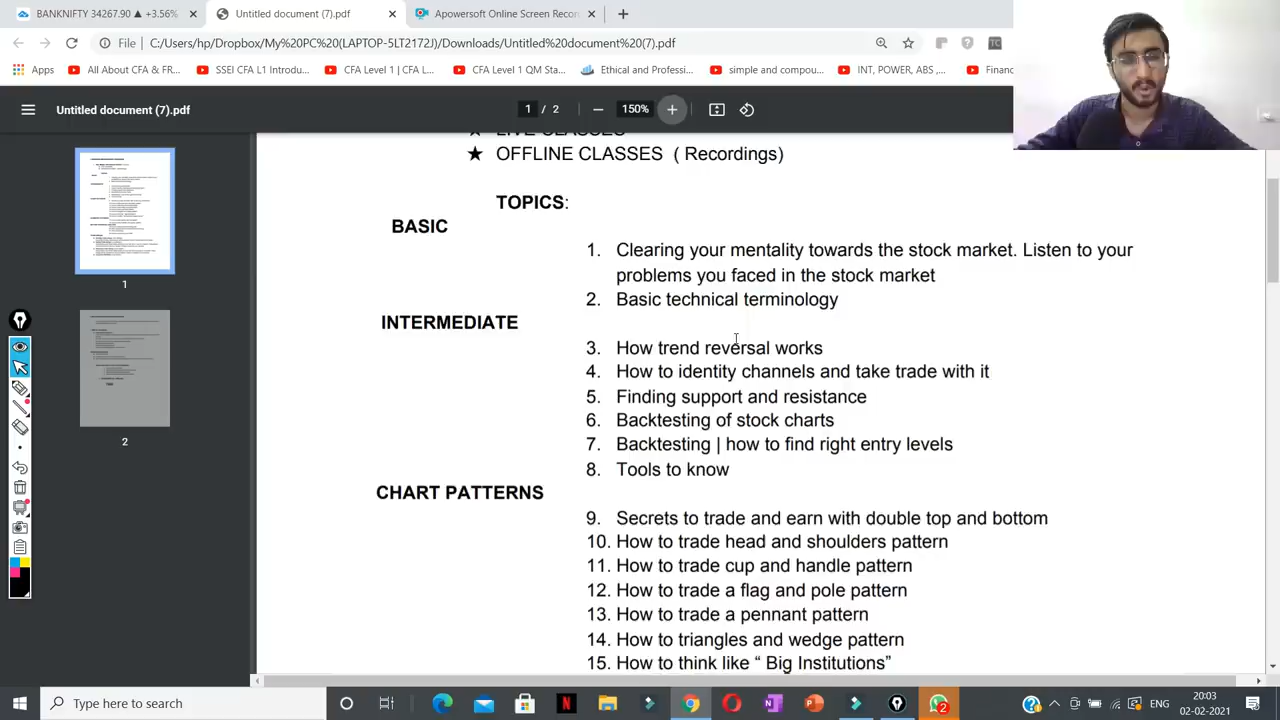 BANKNIFTY 34267.90 ▲ +3.56%
Untitled document (7).pdf
Apowersoft Online Screen Recor
File
C:/Users/hp/Dropbox/My%20PC%20(LAPTOP-5LT2172J)/Downloads/Untitled%20document%20(7).pdf
TC
Apps
All About CFA & FR...
SSEI CFA L1 Introdu...
CFA Level 1 | CFA L...
CFA Level 1 QM Sta...
Ethical and Professi...
simple and compou...
INT, POWER, ABS ,...
Financ
Untitled document (7).pdf
1 / 2
150%
★ LIVE CLASSES
★ OFFLINE CLASSES ( Recordings)
TOPICS:
BASIC
1. Clearing your mentality towards the stock market. Listen to your
problems you faced in the stock market
2. Basic technical terminology
INTERMEDIATE
3. How trend reversal works
4. How to identity channels and take trade with it
5. Finding support and resistance
6. Backtesting of stock charts
7. Backtesting | how to find right entry levels
8. Tools to know
CHART PATTERNS
9. Secrets to trade and earn with double top and bottom
10. How to trade head and shoulders pattern
11. How to trade cup and handle pattern
12. How to trade a flag and pole pattern
13. How to trade a pennant pattern
14. How to triangles and wedge pattern
15. How to think like “ Big Institutions”
1
2
Type here to search
2
ENG
20:03
02-02-2021